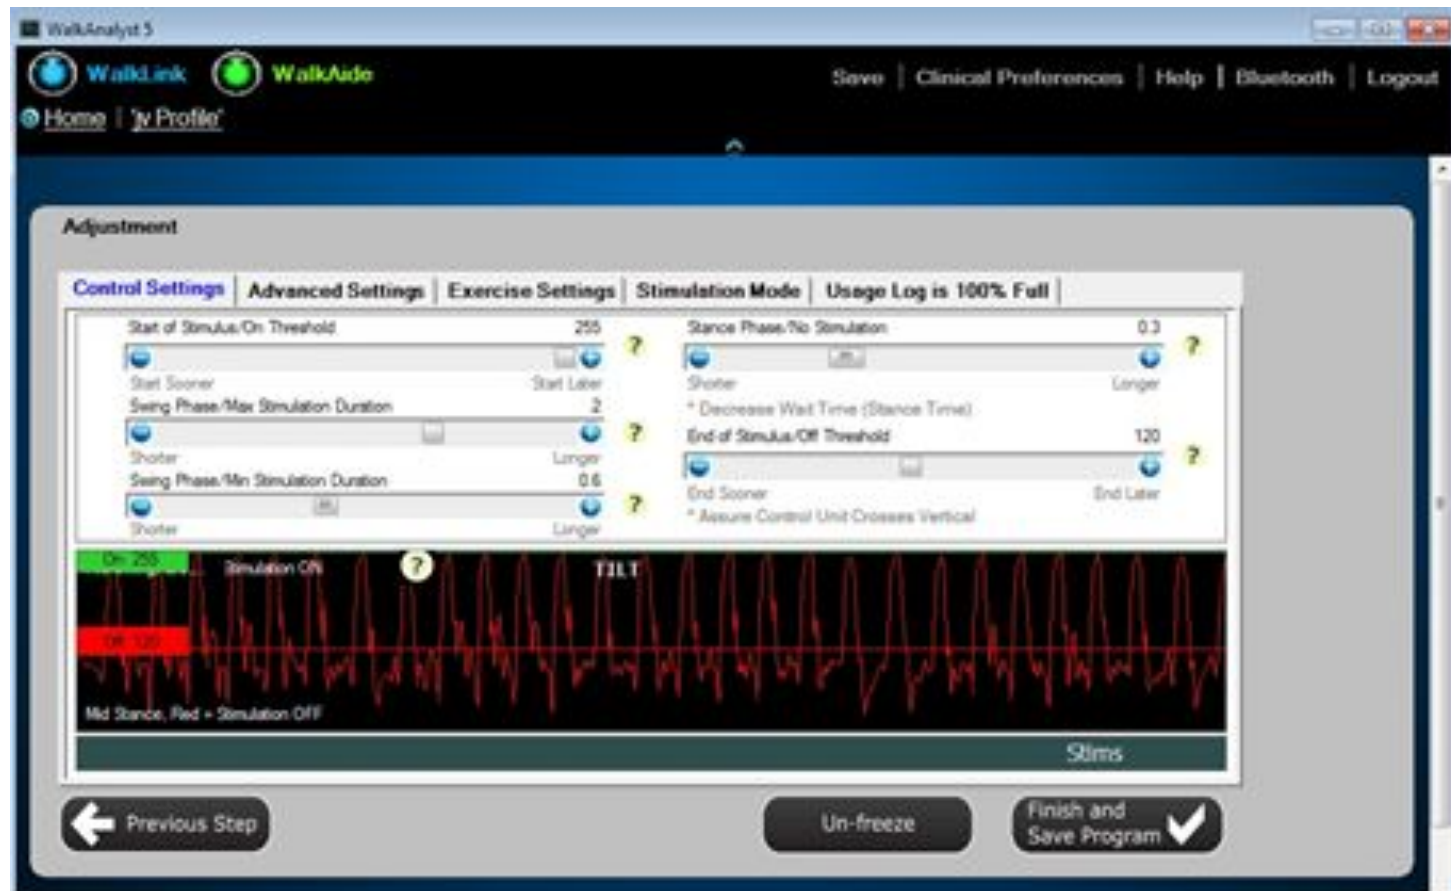 WalkAnalyst 5
WalkLink WalkAide
Save | Clinical Preferences | Help | Bluetooth | Logout
Home | 'jv Profile'
Adjustment
Control Settings | Advanced Settings | Exercise Settings | Stimulation Mode | Usage Log is 100% Full |
Start of Stimulus/On Threshold 255 ?
Start Sooner Start Later
Swing Phase/Max Stimulation Duration 2
?
Shorter Longer
Swing Phase/Min Stimulation Duration 0.6
?
Shorter Longer
Stance Phase/No Stimulation 0.3
?
Shorter Longer
* Decrease Wait Time (Stance Time)
End of Stimulus/Off Threshold 120
?
End Sooner End Later
* Assure Control Unit Crosses Vertical
On: 255 Stimulation ON ? TILT
Off: 120
Mid Stance, Red = Stimulation OFF
Stims
Previous Step
Un-freeze
Finish and
Save Program